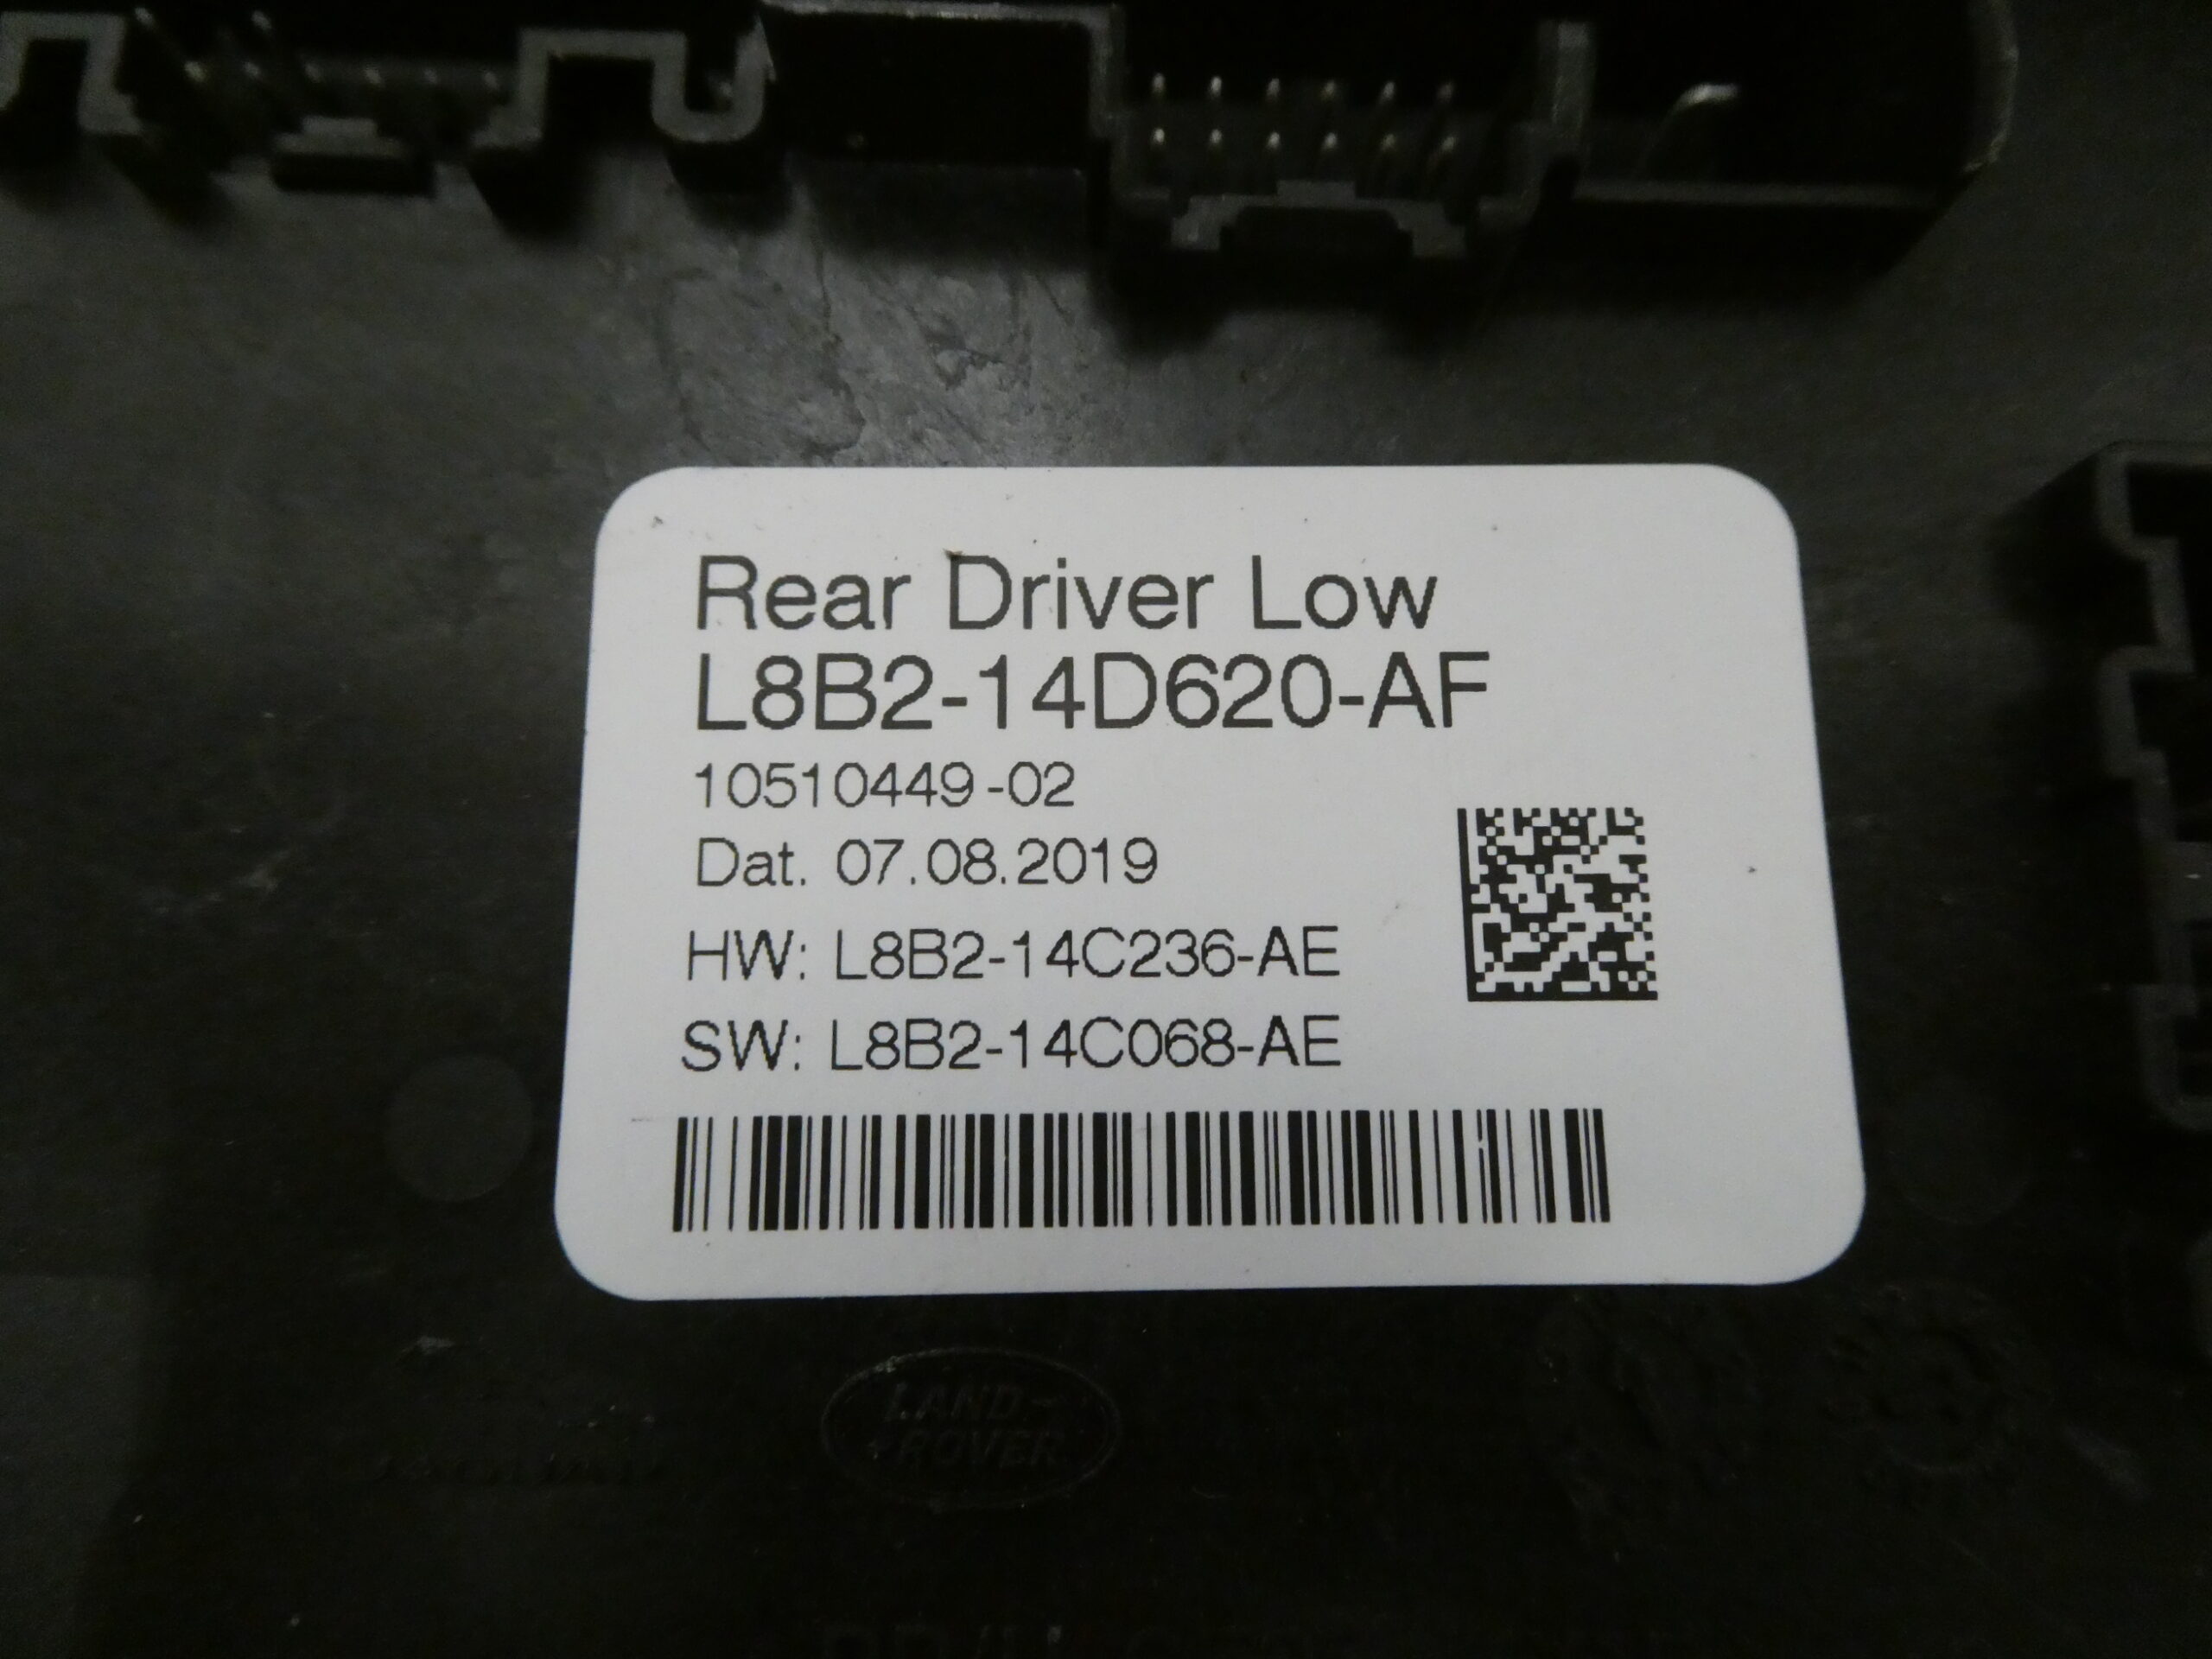 Rear Driver Low
L8B2-14D620-AF
10510449-02
Dat. 07.08.2019
HW: L8B2-14C236-AE
SW: L8B2-14C068-AE
LAND-
-ROVER